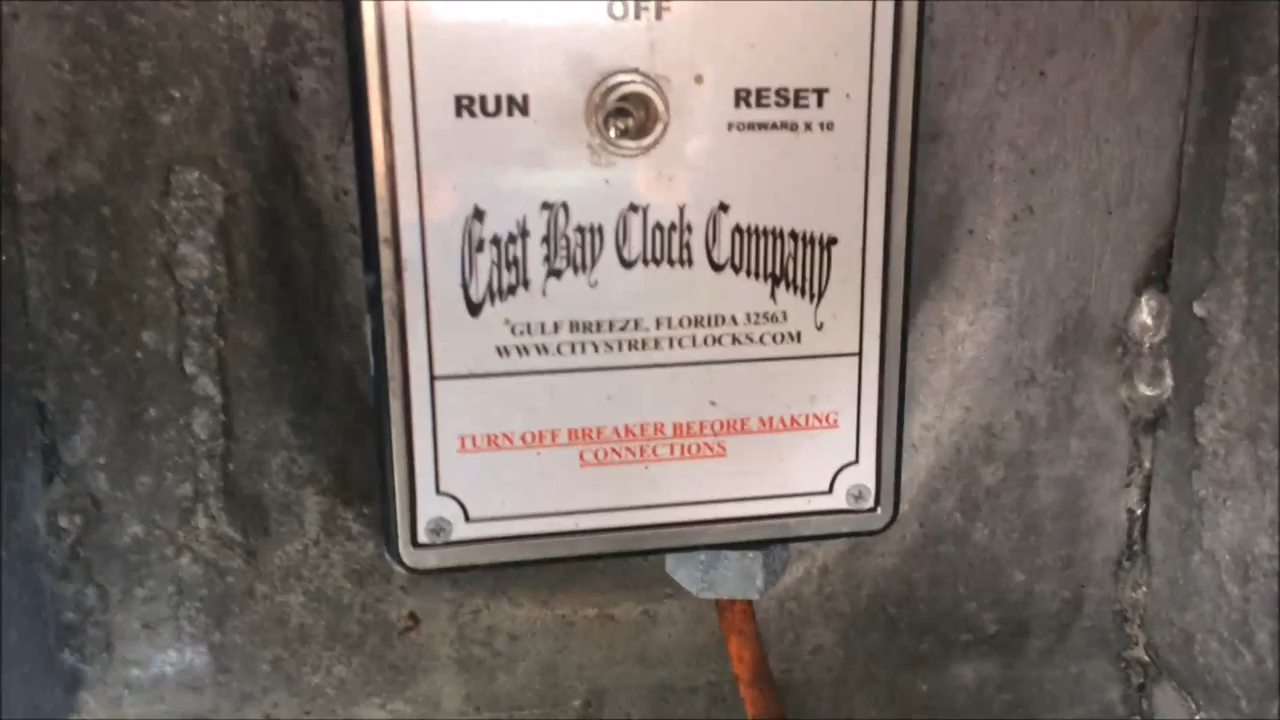 OFF
RUN
RESET
FORWARD X 10
East Bay Clock Company
GULF BREEZE, FLORIDA 32563
WWW.CITYSTREETCLOCKS.COM
TURN OFF BREAKER BEFORE MAKING
CONNECTIONS